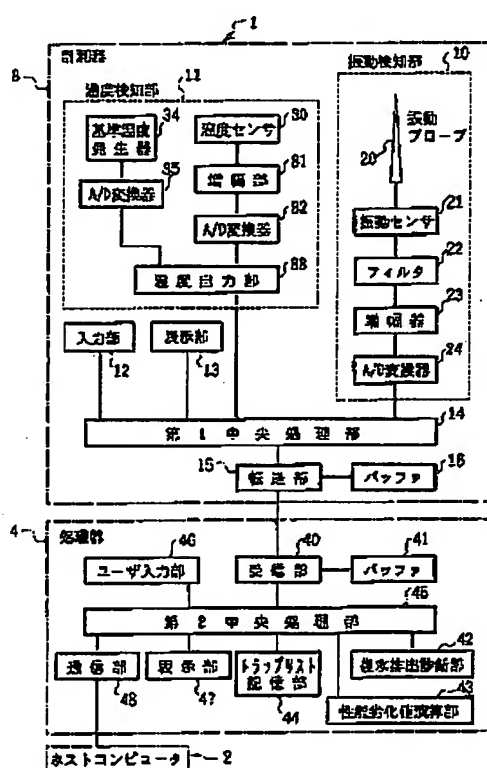 1
8
計測器
温度検知部
11
振動検知部
10
34
基準温度
発生器
温度センサ
30
振動
プローブ
20
35
A/D変換器
増幅部
31
A/D変換器
32
温度出力部
33
振動センサ
21
フィルタ
22
増幅器
23
A/D変換器
24
入力部
12
表示部
13
第1中央処理部
14
15
転送部
バッファ
16
4
処理器
46
ユーザ入力部
40
受信部
41
バッファ
第2中央処理部
45
通信部
48
表示部
47
トラップリスト
記憶部
44
復水排出診断部
42
性能劣化値演算部
43
ホストコンピュータ
2